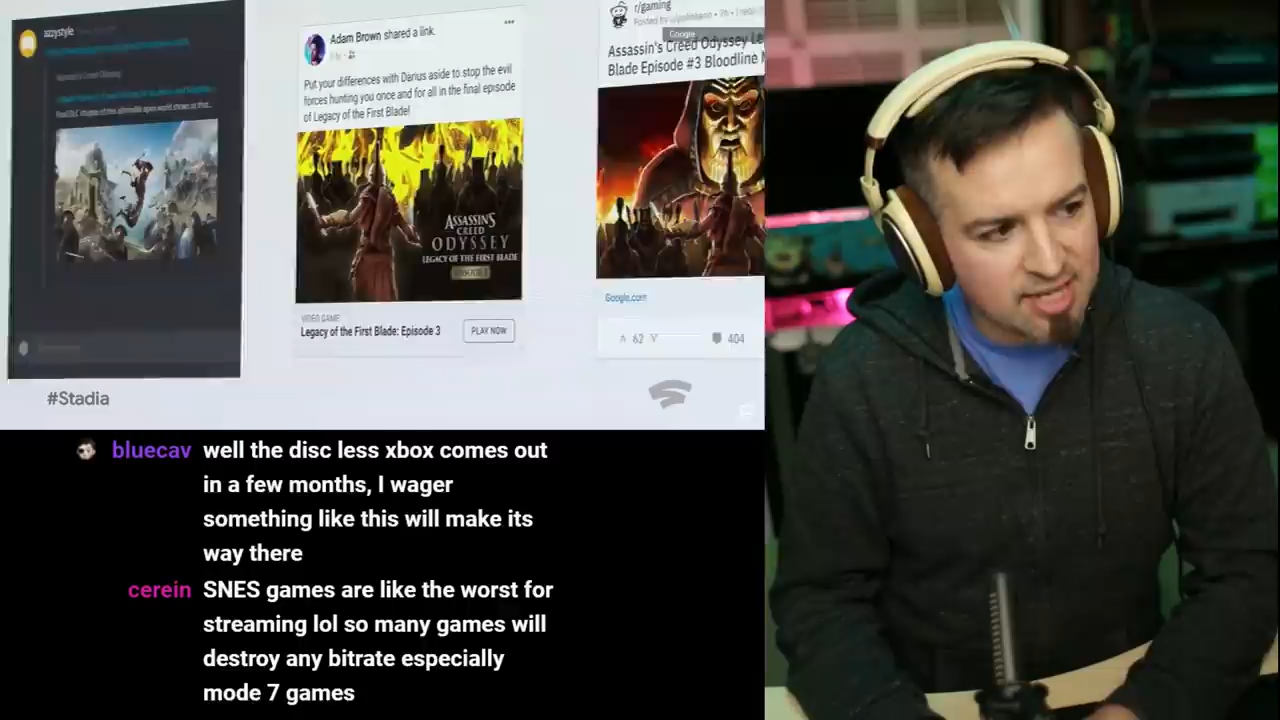 azzystyle
Adam Brown shared a link.
Put your differences with Darius aside to stop the evil
forces hunting you once and for all in the final episode
of Legacy of the First Blade!
ASSASSIN'S
CREED
ODYSSEY
LEGACY OF THE FIRST BLADE
VIDEO GAME
Legacy of the First Blade: Episode 3
PLAY NOW
r/gaming
Posted by
Google
Assassin's Creed Odyssey Le
Blade Episode #3 Bloodline
Google.com
62
404
#Stadia
bluecav well the disc less xbox comes out
in a few months, I wager
something like this will make its
way there
cerein SNES games are like the worst for
streaming lol so many games will
destroy any bitrate especially
mode 7 games